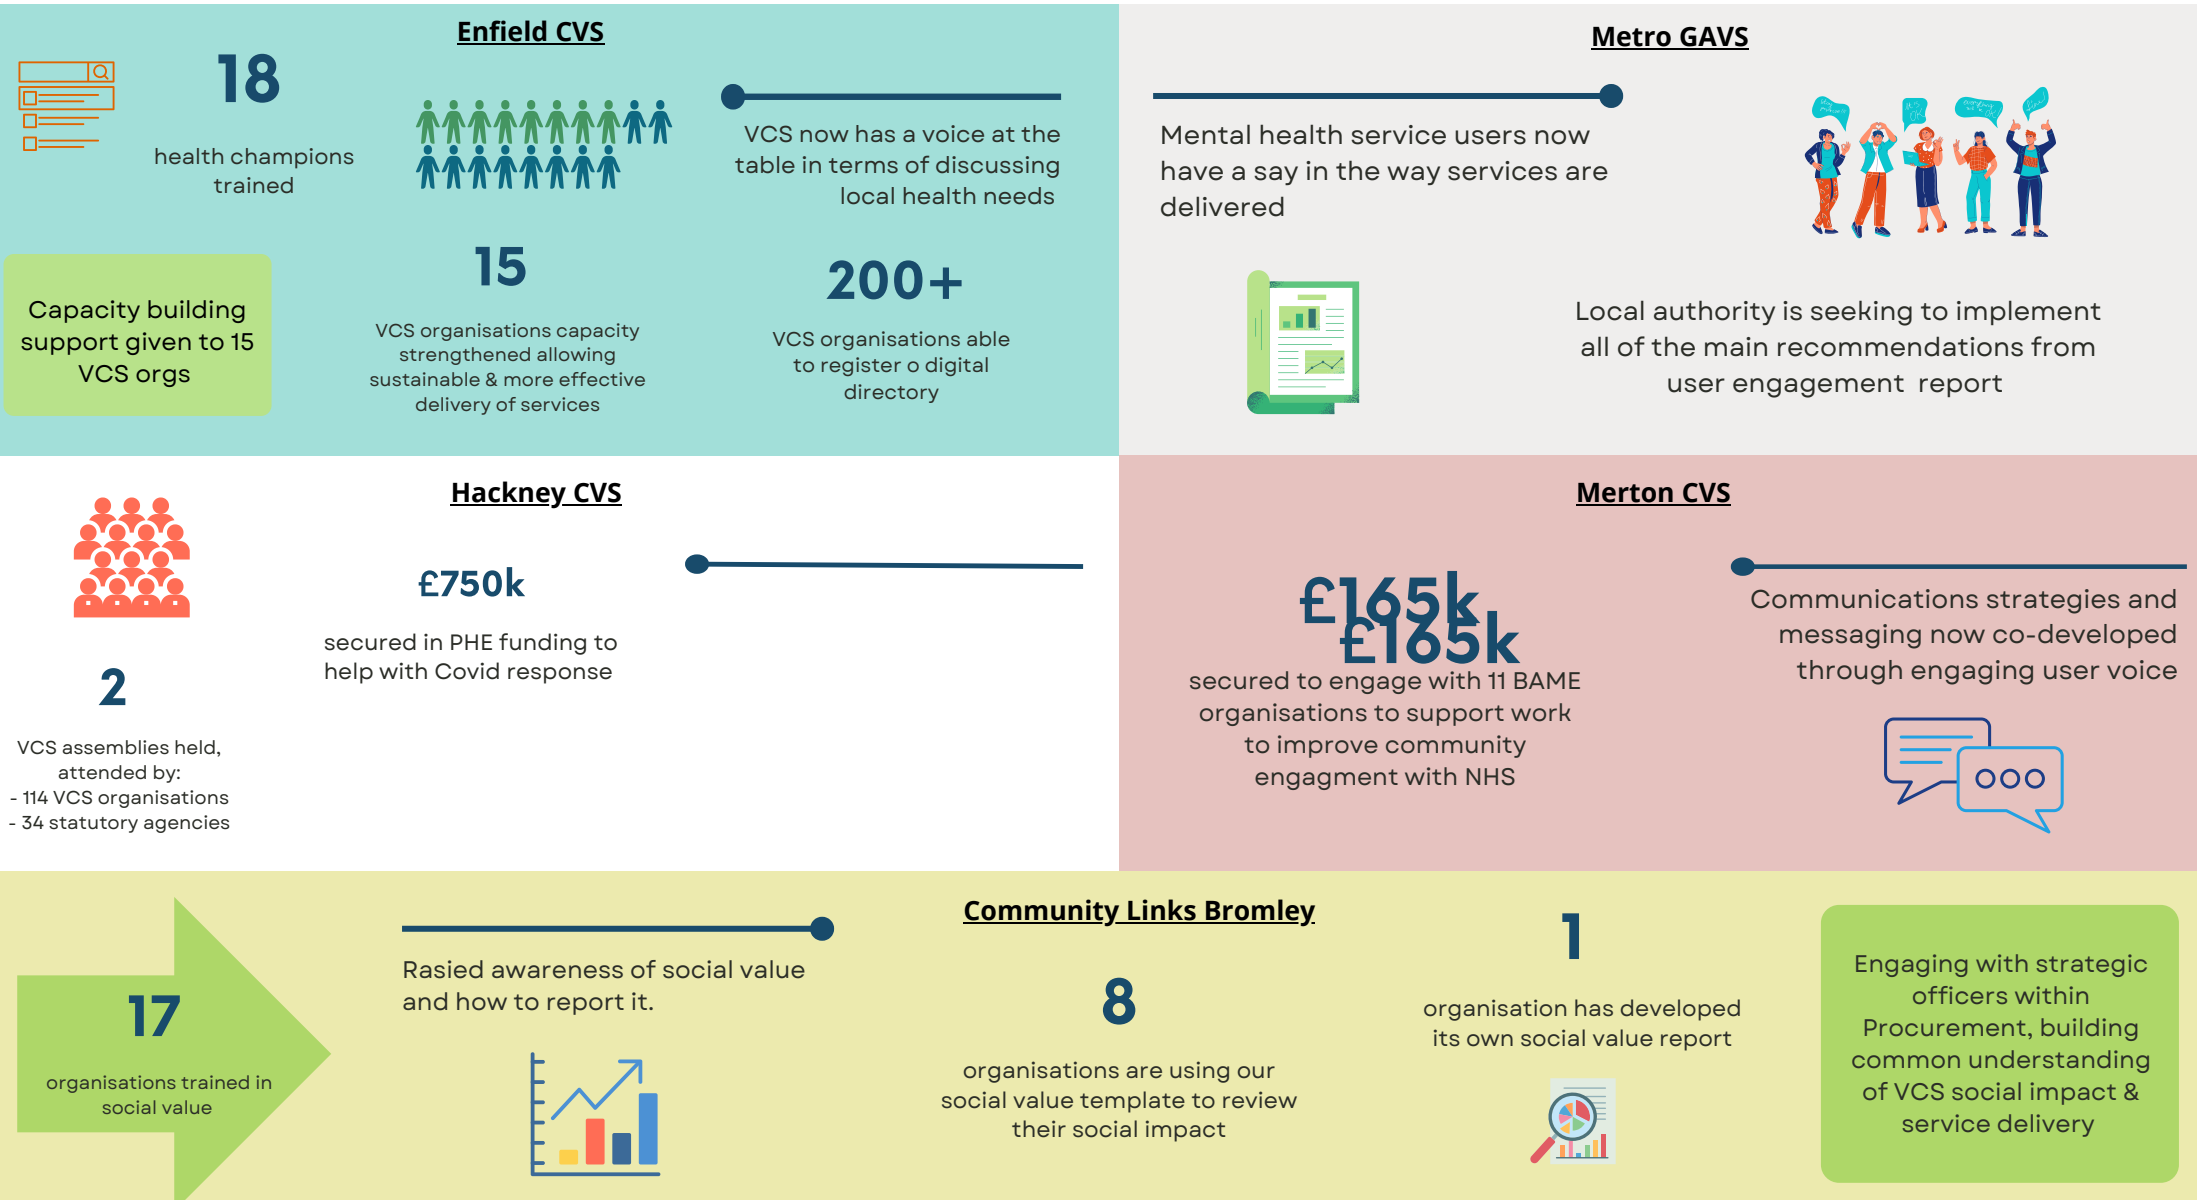 Enfield CVS
18
health champions
trained
VCS now has a voice at the
table in terms of discussing
local health needs
Capacity building
support given to 15
VCS orgs
15
VCS organisations capacity
strengthened allowing
sustainable & more effective
delivery of services
200+
VCS organisations able
to register o digital
directory
Metro GAVS
Mental health service users now
have a say in the way services are
delivered
Local authority is seeking to implement
all of the main recommendations from
user engagement report
Hackney CVS
2
VCS assemblies held,
attended by:
- 114 VCS organisations
- 34 statutory agencies
£750k
secured in PHE funding to
help with Covid response
Merton CVS
£165k
£165k
secured to engage with 11 BAME
organisations to support work
to improve community
engagment with NHS
Communications strategies and
messaging now co-developed
through engaging user voice
Community Links Bromley
17
organisations trained in
social value
Rasied awareness of social value
and how to report it.
8
organisations are using our
social value template to review
their social impact
1
organisation has developed
its own social value report
Engaging with strategic
officers within
Procurement, building
common understanding
of VCS social impact &
service delivery